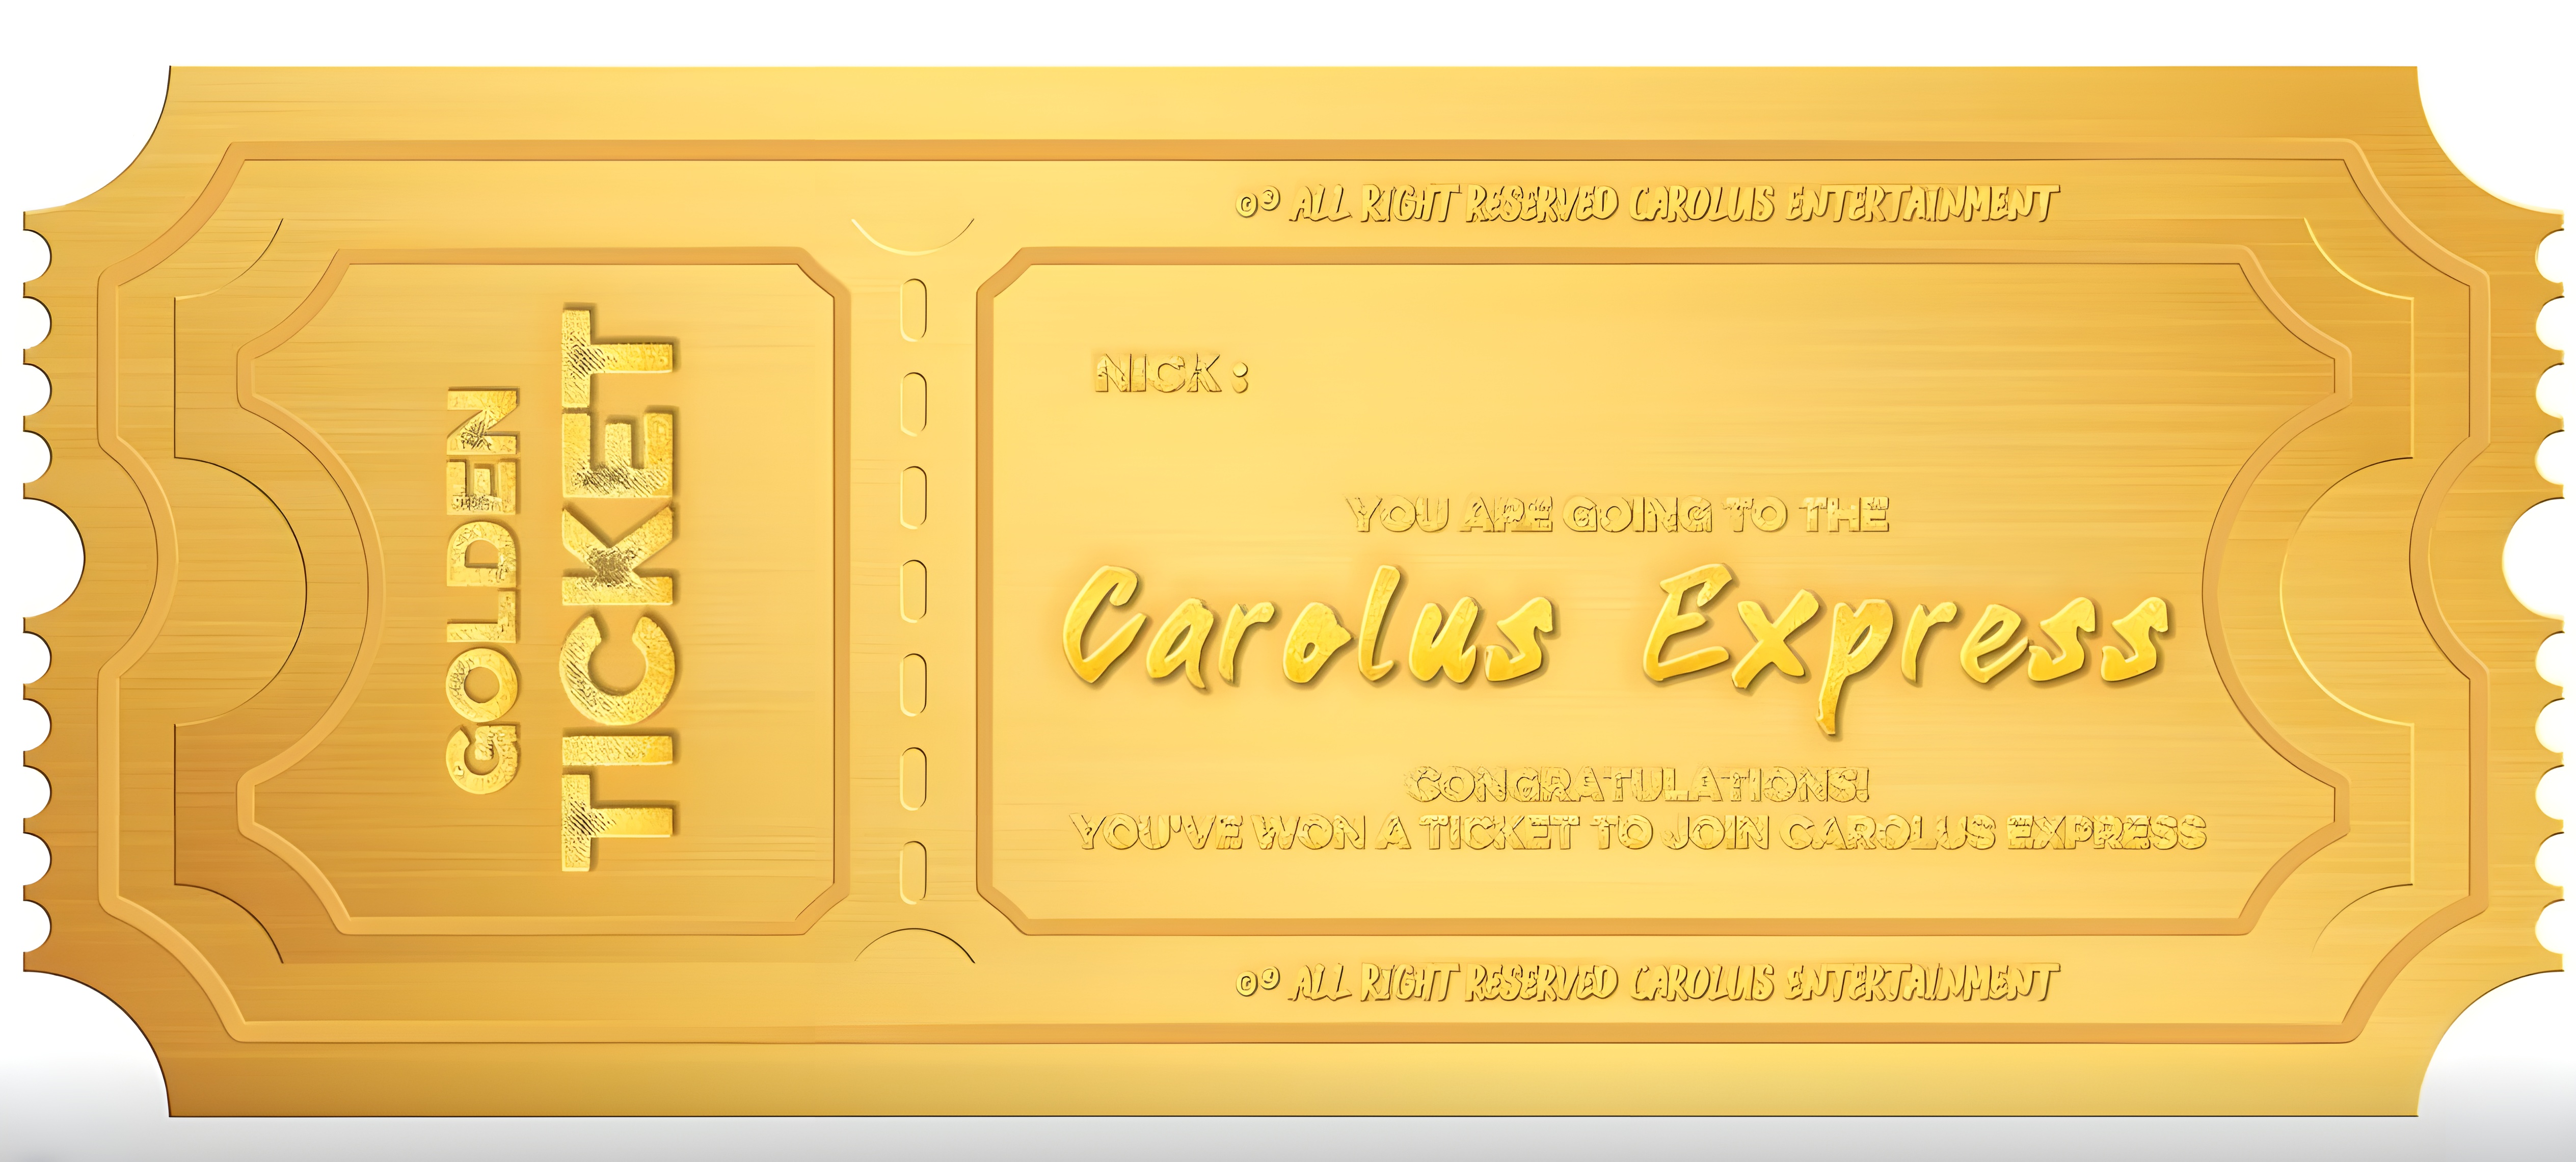 GOLDEN
TICKET
© ALL RIGHT RESERVED CAROLUS ENTERTAINMENT
NICK :
YOU ARE GOING TO THE
Carolus Express
CONGRATULATIONS!
YOU'VE WON A TICKET TO JOIN CAROLUS EXPRESS
© ALL RIGHT RESERVED CAROLUS ENTERTAINMENT